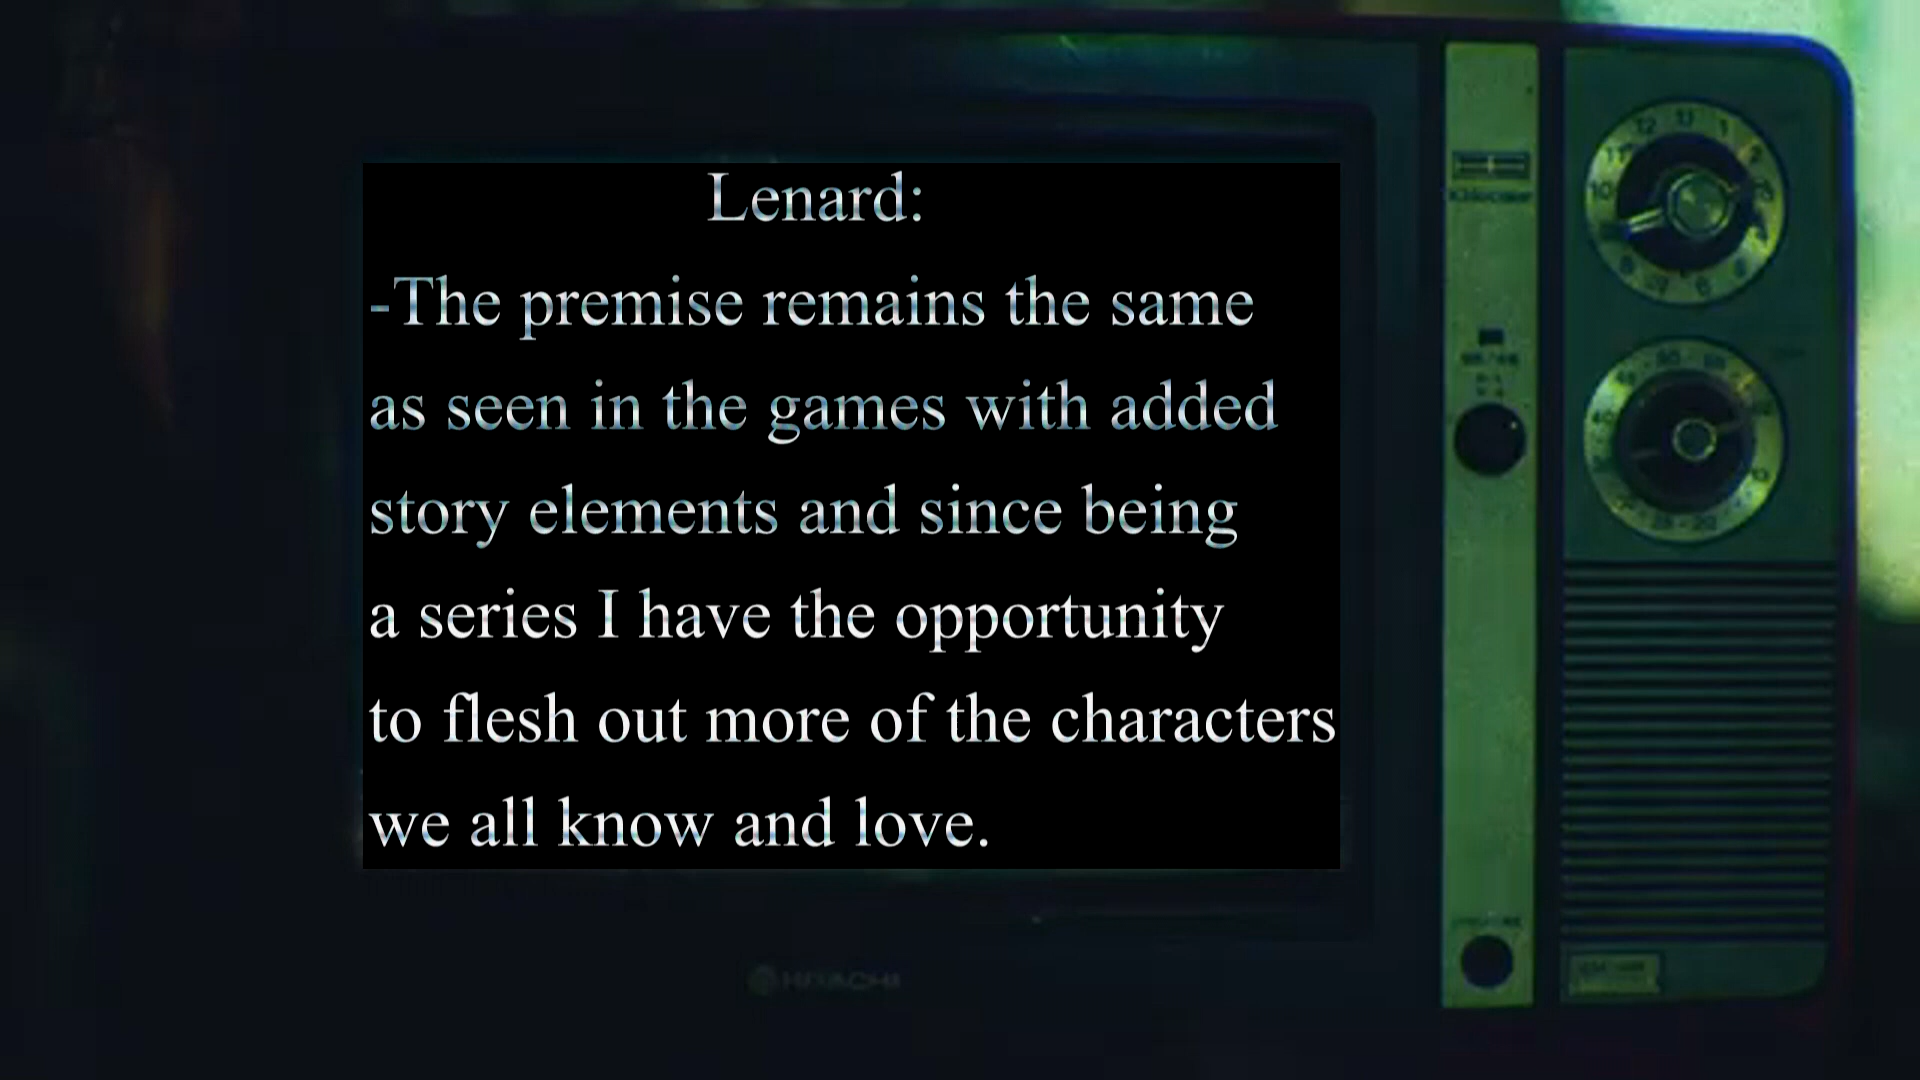 Lenard:
-The premise remains the same
as seen in the games with added
story elements and since being
a series I have the opportunity
to flesh out more of the characters
we all know and love.
HITACHI